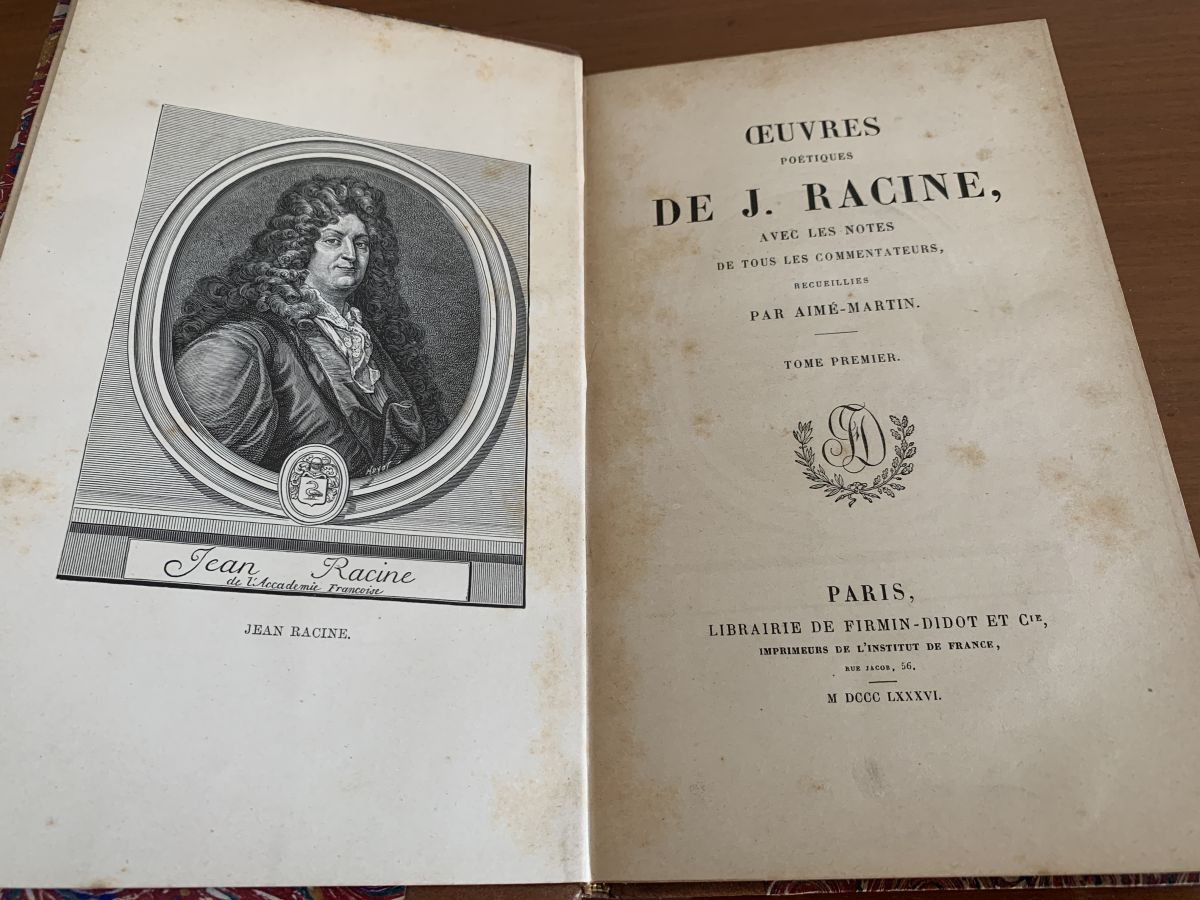 Jean Racine
de l'Accademie Françoise
JEAN RACINE.
ŒUVRES
POÉTIQUES
DE J. RACINE,
AVEC LES NOTES
DE TOUS LES COMMENTATEURS,
RECUEILLIES
PAR AIMÉ-MARTIN.
TOME PREMIER.
PARIS,
LIBRAIRIE DE FIRMIN-DIDOT ET CIE,
IMPRIMEURS DE L'INSTITUT DE FRANCE,
RUE JACOB, 56.
M DCCC LXXXVI.